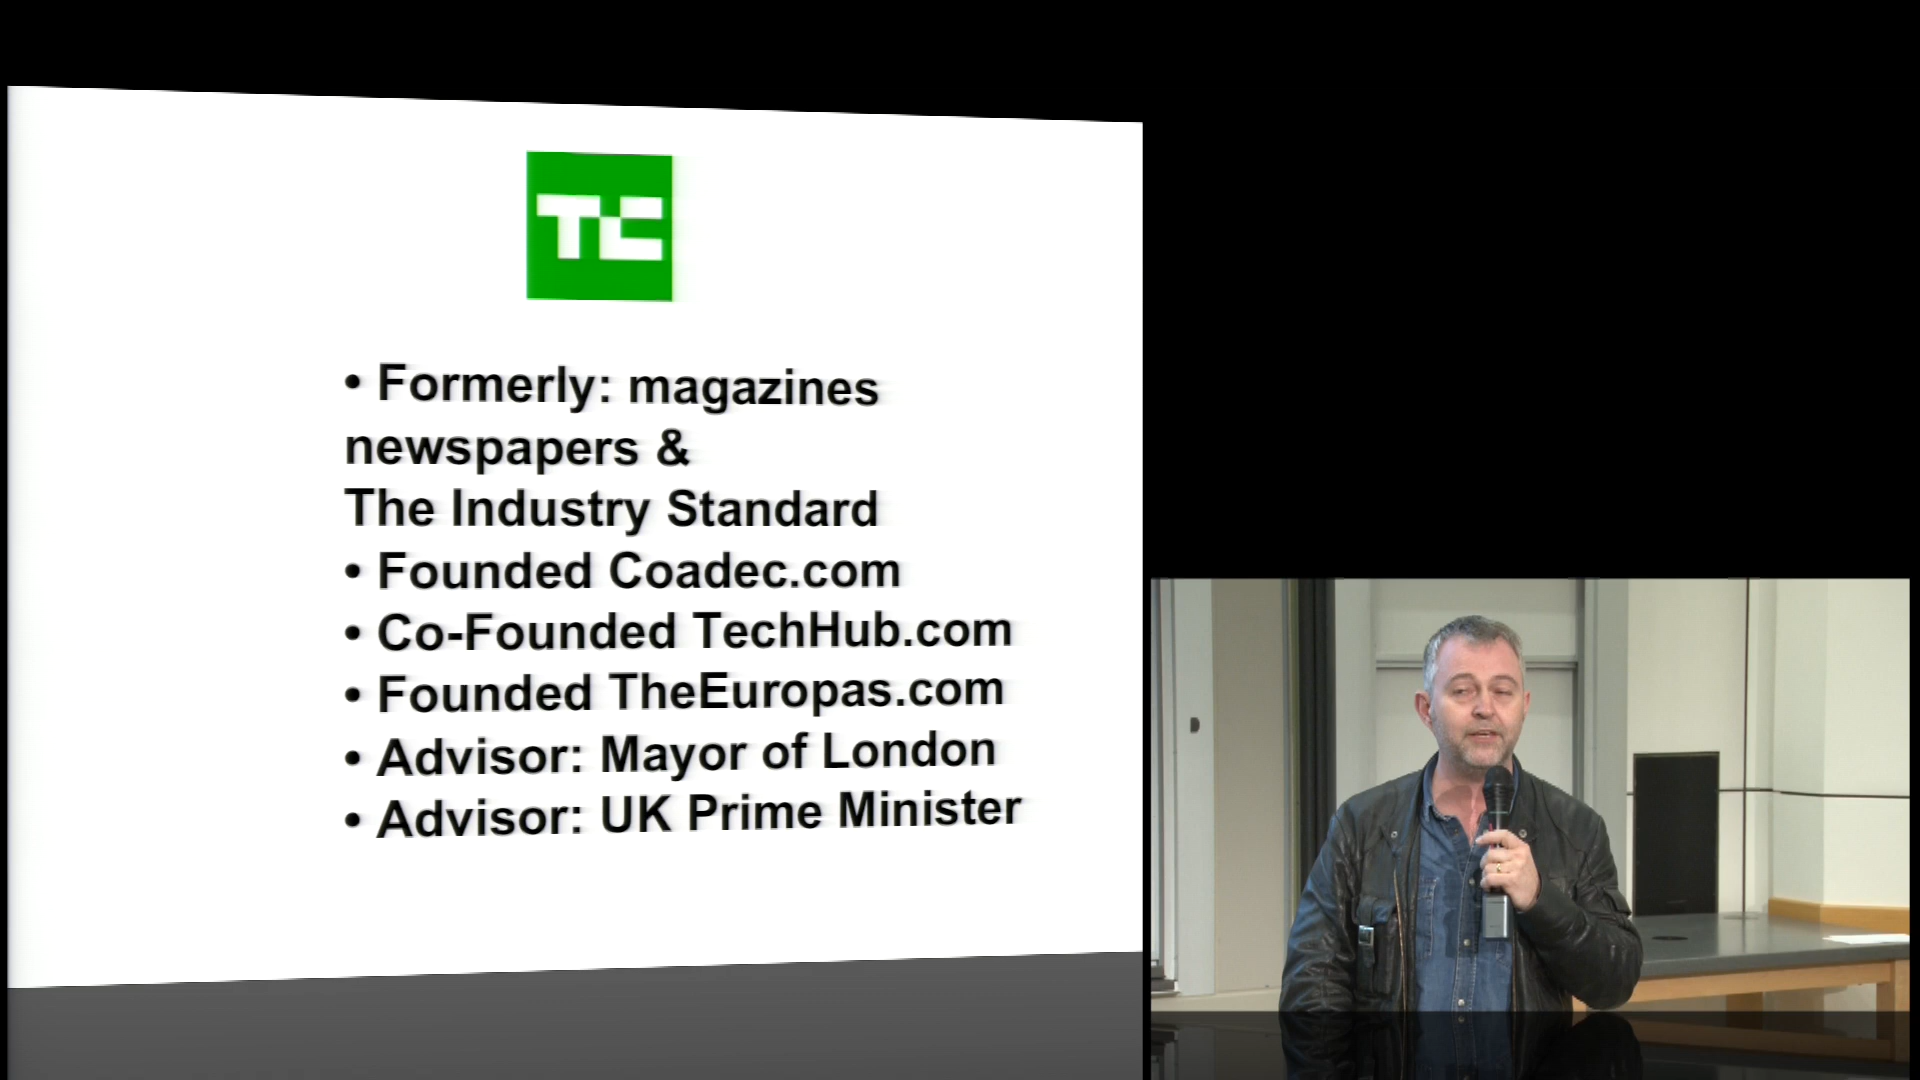 TC
• Formerly: magazines
newspapers &
The Industry Standard
• Founded Coadec.com
• Co-Founded TechHub.com
• Founded TheEuropas.com
• Advisor: Mayor of London
• Advisor: UK Prime Minister